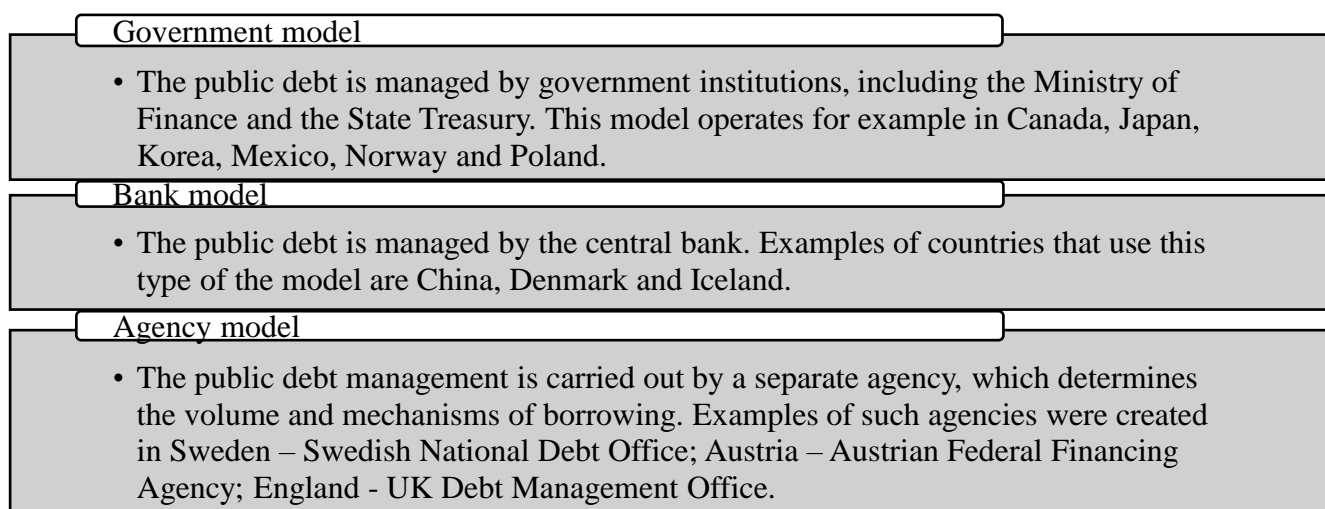 Government model
• The public debt is managed by government institutions, including the Ministry of
Finance and the State Treasury. This model operates for example in Canada, Japan,
Korea, Mexico, Norway and Poland.
Bank model
• The public debt is managed by the central bank. Examples of countries that use this
type of the model are China, Denmark and Iceland.
Agency model
• The public debt management is carried out by a separate agency, which determines
the volume and mechanisms of borrowing. Examples of such agencies were created
in Sweden – Swedish National Debt Office; Austria – Austrian Federal Financing
Agency; England - UK Debt Management Office.